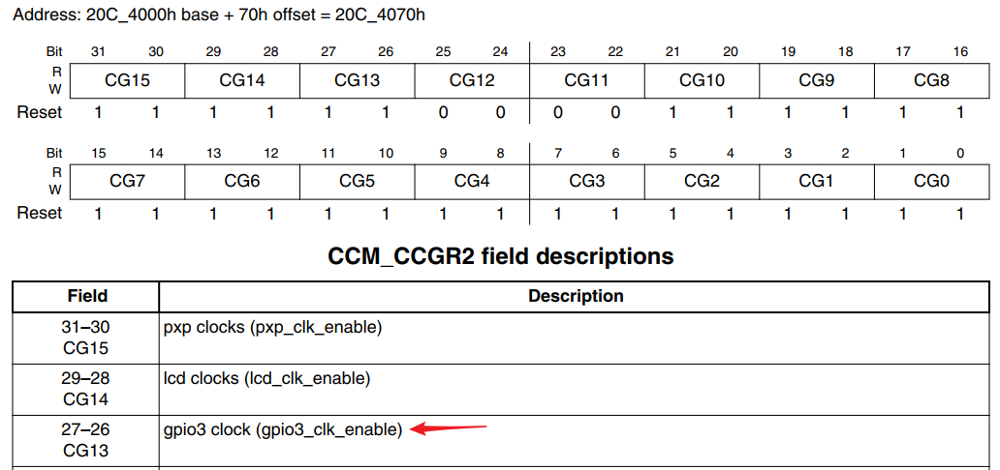 Address: 20C_4000h base + 70h offset = 20C_4070h
Bit 31 30 29 28 27 26 25 24 23 22 21 20 19 18 17 16
R
W
CG15 CG14 CG13 CG12 CG11 CG10 CG9 CG8
Reset 1 1 1 1 1 1 0 0 0 0 1 1 1 1 1 1
Bit 15 14 13 12 11 10 9 8 7 6 5 4 3 2 1 0
R
W
CG7 CG6 CG5 CG4 CG3 CG2 CG1 CG0
Reset 1 1 1 1 1 1 1 1 1 1 1 1 1 1 1 1
CCM_CCGR2 field descriptions
Field Description
31–30 pxp clocks (pxp_clk_enable)
CG15
29–28 lcd clocks (lcd_clk_enable)
CG14
27–26 gpio3 clock (gpio3_clk_enable)
CG13